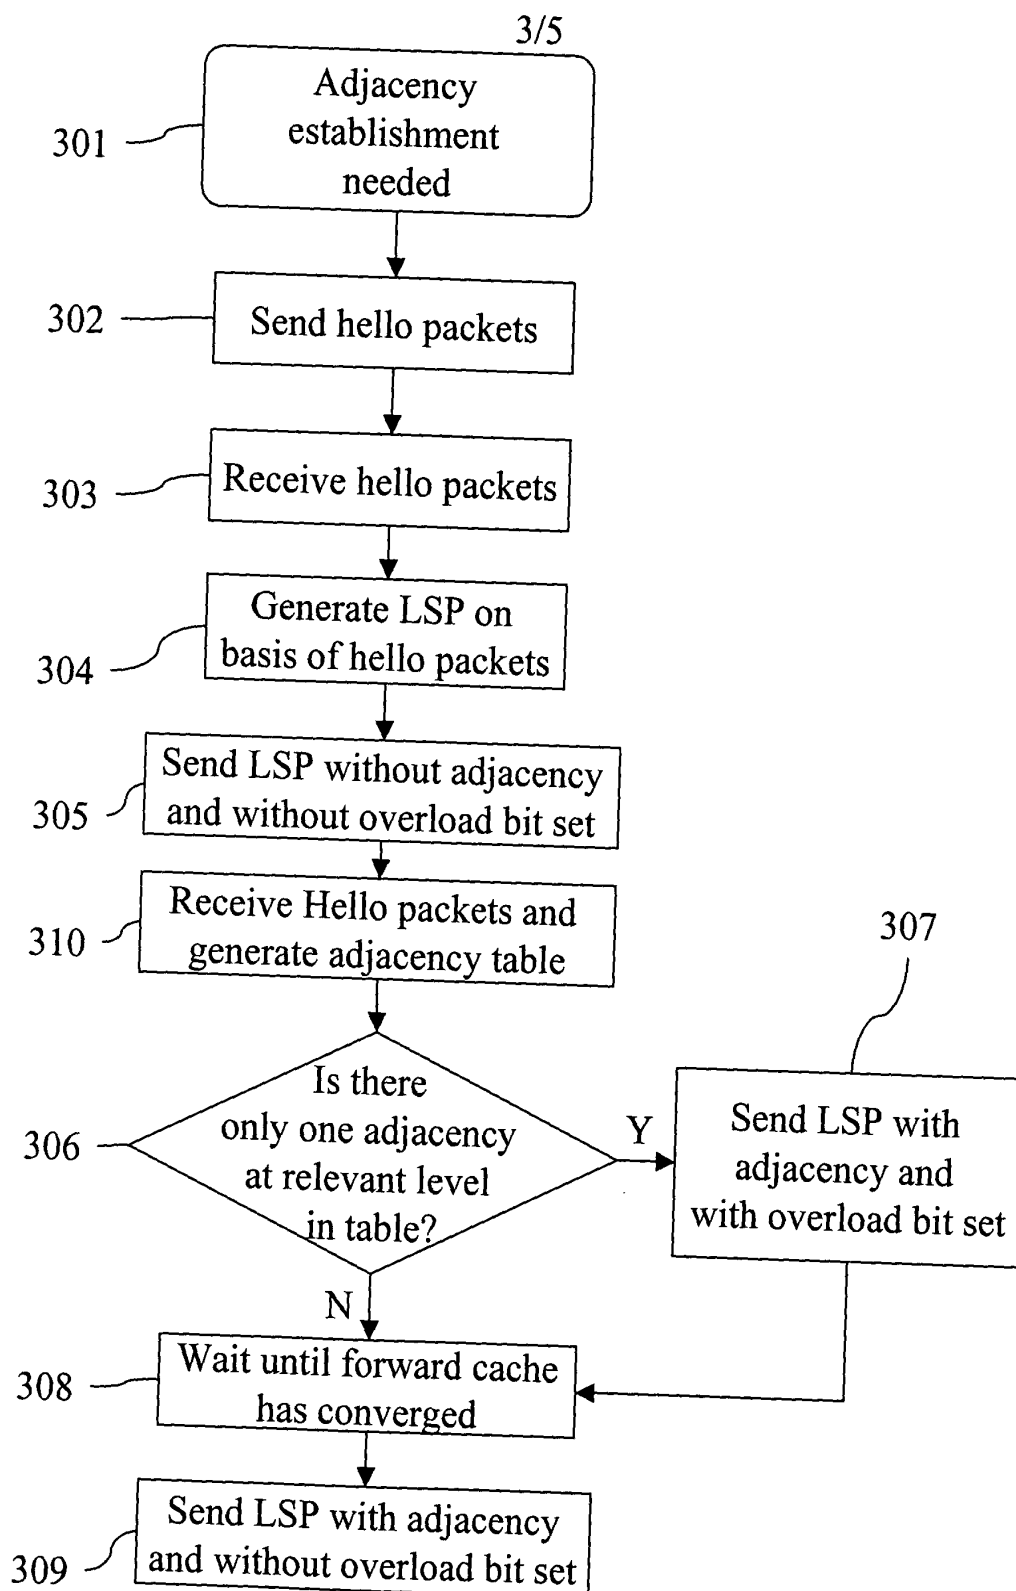 3/5
301
Adjacency
establishment
needed
302
Send hello packets
303
Receive hello packets
304
Generate LSP on
basis of hello packets
305
Send LSP without adjacency
and without overload bit set
310
Receive Hello packets and
generate adjacency table
307
306
Is there
only one adjacency
at relevant level
in table?
Y
Send LSP with
adjacency and
with overload bit set
N
308
Wait until forward cache
has converged
309
Send LSP with adjacency
and without overload bit set